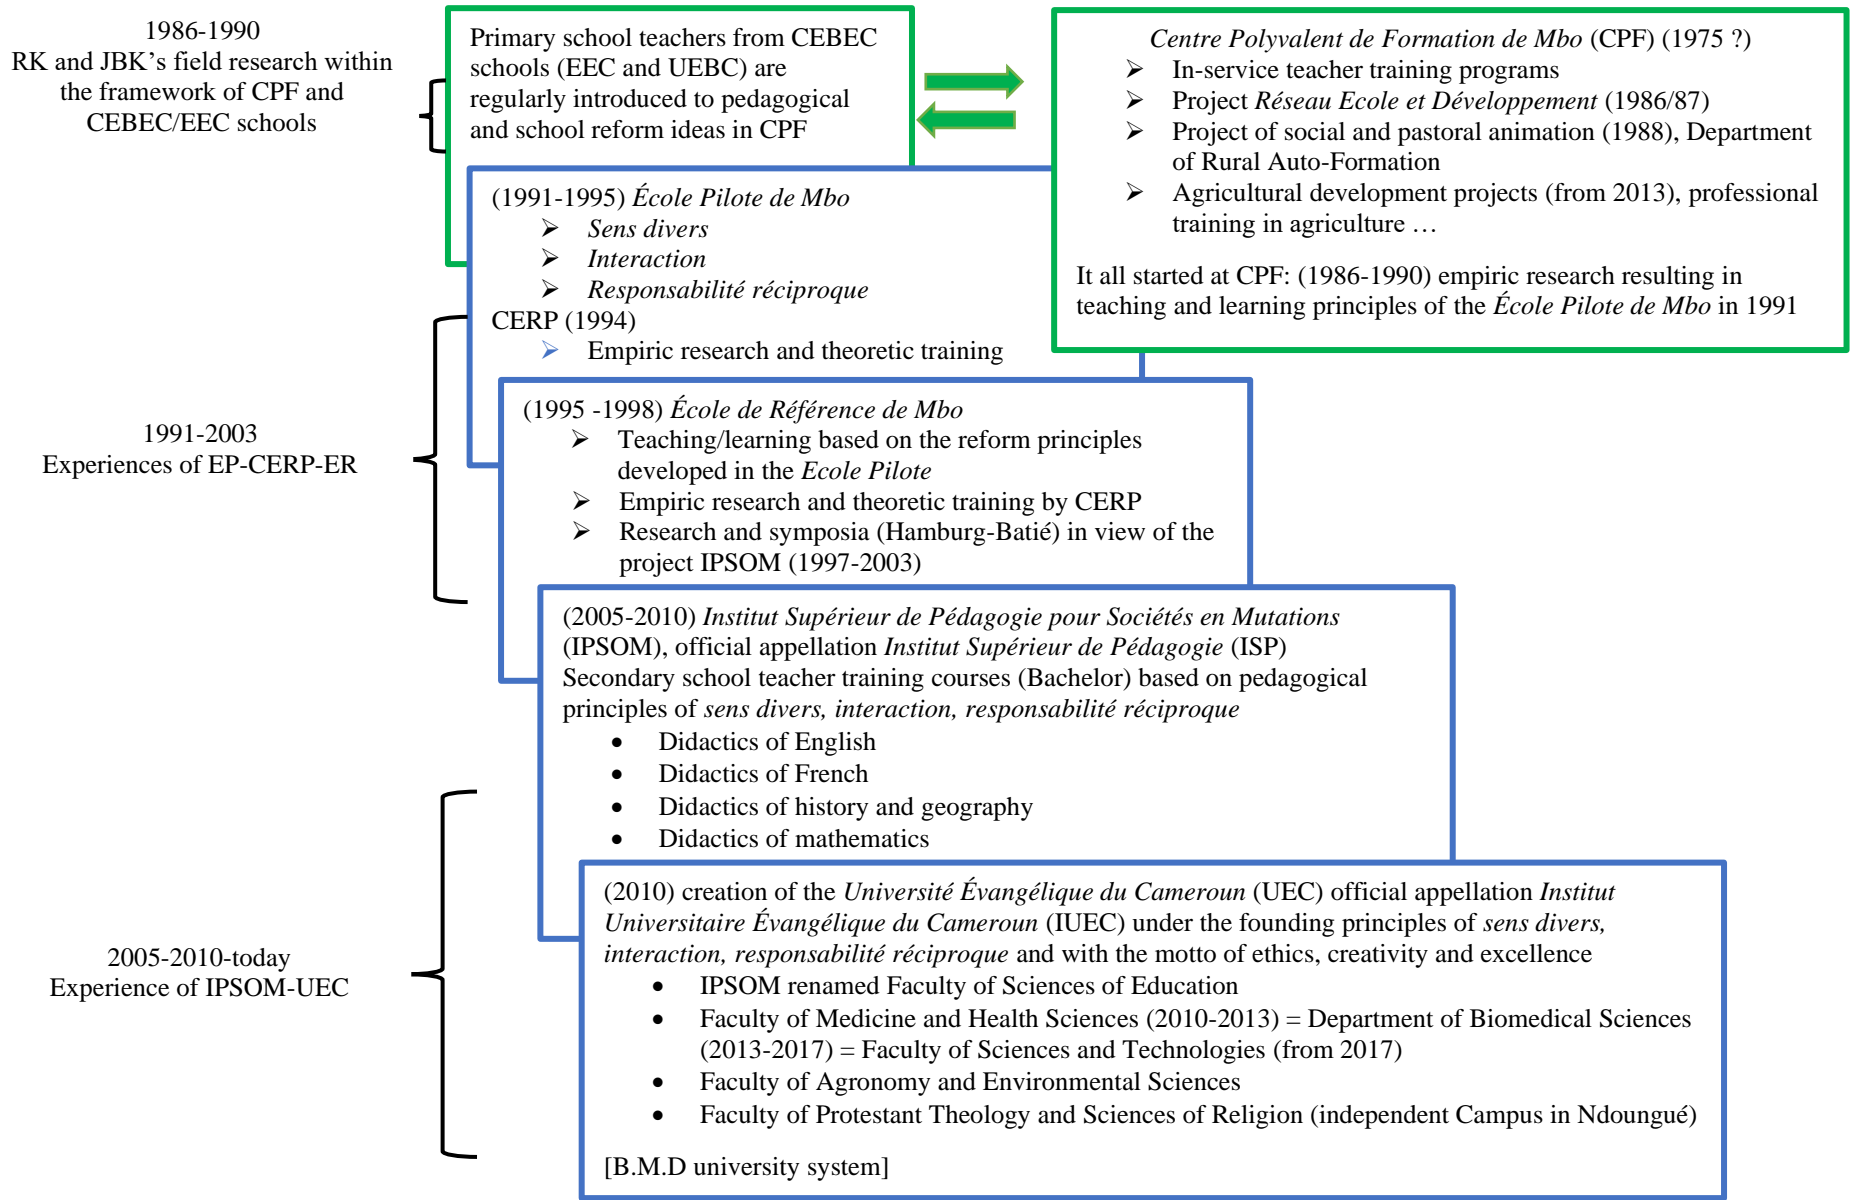 1986-1990
RK and JBK’s field research within
the framework of CPF and
CEBEC/EEC schools
Primary school teachers from CEBEC
schools (EEC and UEBC) are
regularly introduced to pedagogical
and school reform ideas in CPF
Centre Polyvalent de Formation de Mbo (CPF) (1975 ?)
➢ In-service teacher training programs
➢ Project Réseau Ecole et Développement (1986/87)
➢ Project of social and pastoral animation (1988), Department
of Rural Auto-Formation
➢ Agricultural development projects (from 2013), professional
training in agriculture …
It all started at CPF: (1986-1990) empiric research resulting in
teaching and learning principles of the École Pilote de Mbo in 1991
(1991-1995) École Pilote de Mbo
➢ Sens divers
➢ Interaction
➢ Responsabilité réciproque
CERP (1994)
➢ Empiric research and theoretic training
1991-2003
Experiences of EP-CERP-ER
(1995 -1998) École de Référence de Mbo
➢ Teaching/learning based on the reform principles
developed in the Ecole Pilote
➢ Empiric research and theoretic training by CERP
➢ Research and symposia (Hamburg-Batié) in view of the
project IPSOM (1997-2003)
(2005-2010) Institut Supérieur de Pédagogie pour Sociétés en Mutations
(IPSOM), official appellation Institut Supérieur de Pédagogie (ISP)
Secondary school teacher training courses (Bachelor) based on pedagogical
principles of sens divers, interaction, responsabilité réciproque
• Didactics of English
• Didactics of French
• Didactics of history and geography
• Didactics of mathematics
2005-2010-today
Experience of IPSOM-UEC
(2010) creation of the Université Évangélique du Cameroun (UEC) official appellation Institut
Universitaire Évangélique du Cameroun (IUEC) under the founding principles of sens divers,
interaction, responsabilité réciproque and with the motto of ethics, creativity and excellence
• IPSOM renamed Faculty of Sciences of Education
• Faculty of Medicine and Health Sciences (2010-2013) = Department of Biomedical Sciences
(2013-2017) = Faculty of Sciences and Technologies (from 2017)
• Faculty of Agronomy and Environmental Sciences
• Faculty of Protestant Theology and Sciences of Religion (independent Campus in Ndoungué)
[B.M.D university system]